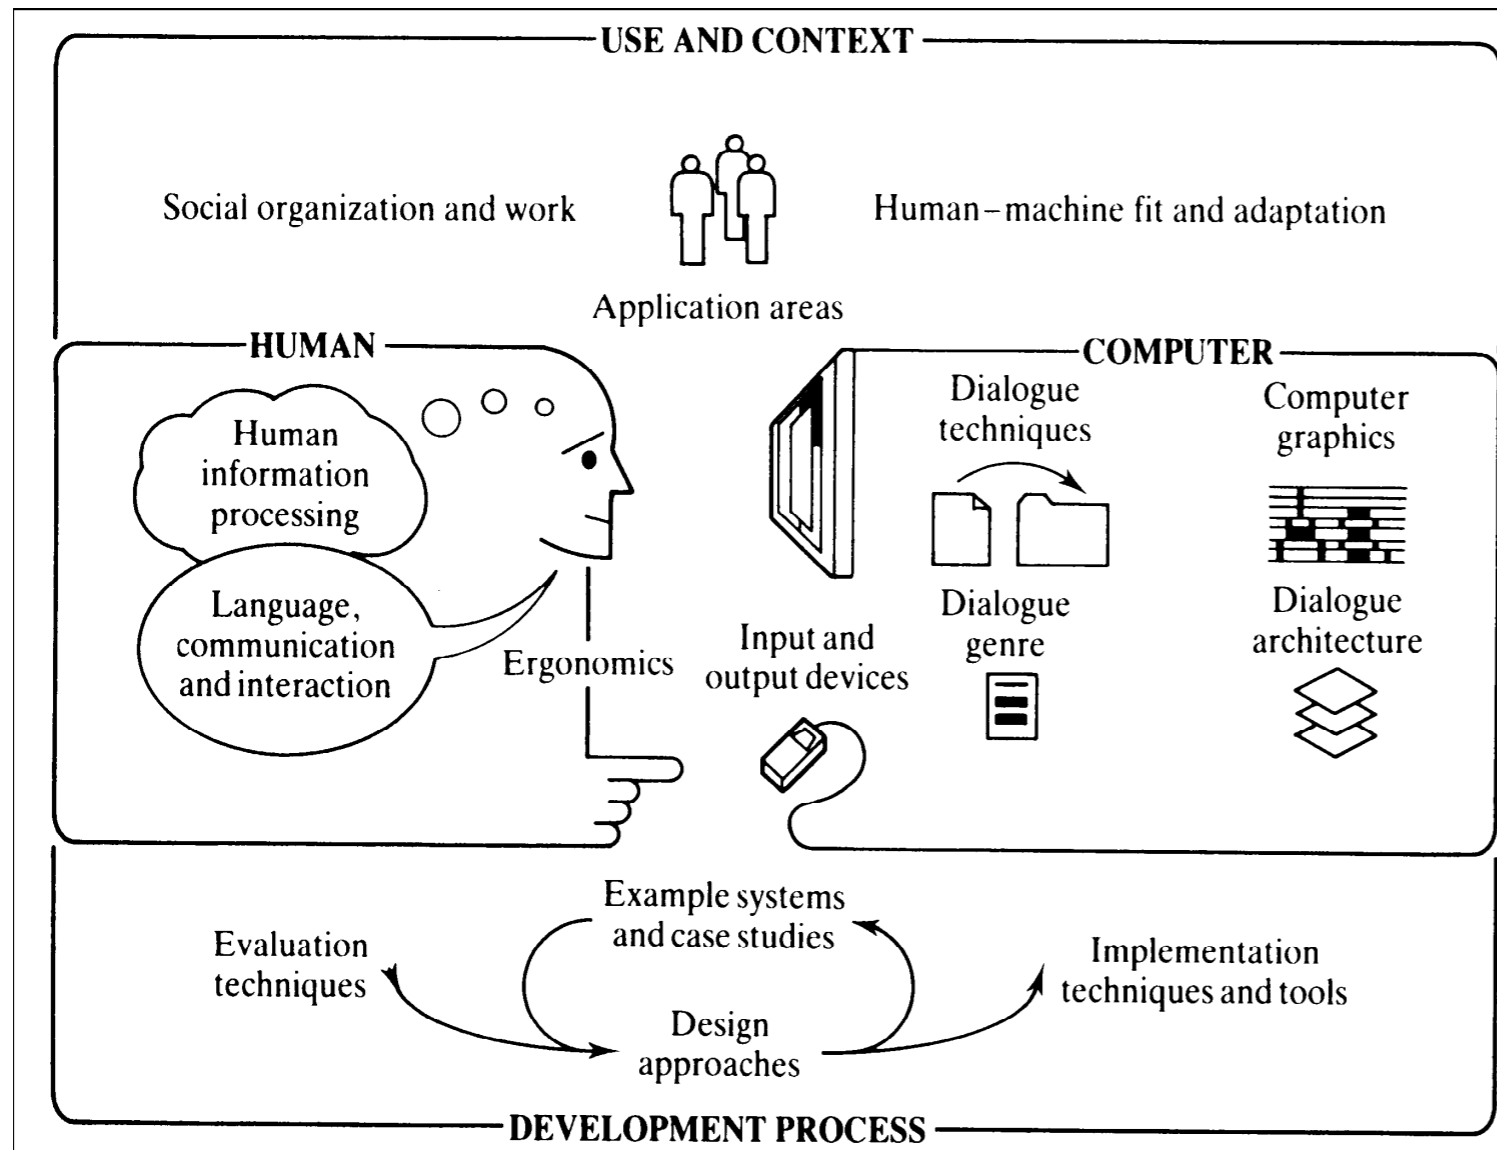 USE AND CONTEXT
Social organization and work
Human–machine fit and adaptation
Application areas
HUMAN
Human
information
processing
Language,
communication
and interaction
Ergonomics
Input and
output devices
COMPUTER
Dialogue
techniques
Computer
graphics
Dialogue
genre
Dialogue
architecture
Example systems
and case studies
Evaluation
techniques
Implementation
techniques and tools
Design
approaches
DEVELOPMENT PROCESS